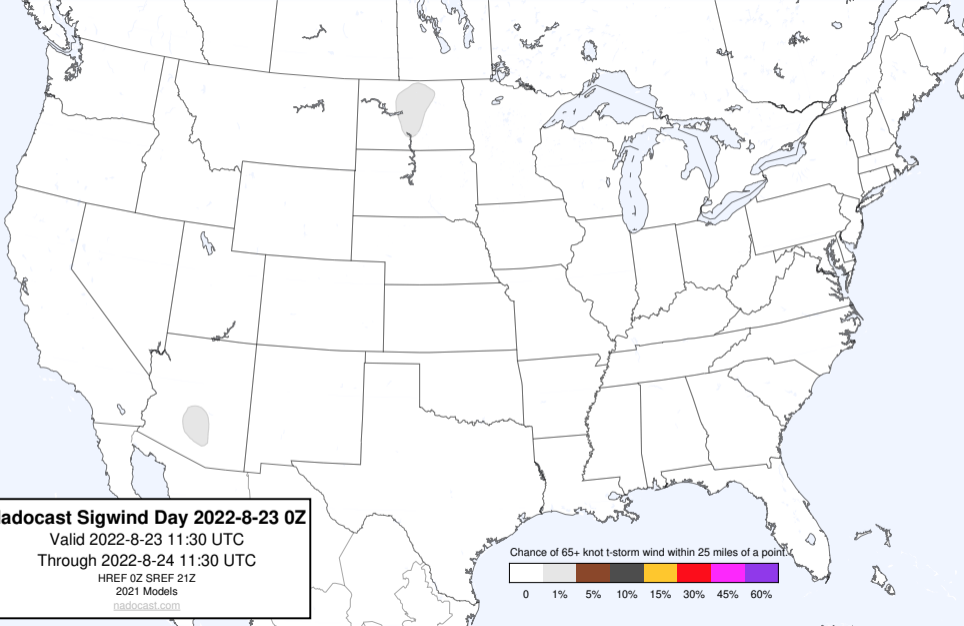 adocast Sigwind Day 2022-8-23 0Z
Valid 2022-8-23 11:30 UTC
Through 2022-8-24 11:30 UTC
HREF 0Z SREF 21Z
2021 Models
nadocast.com
Chance of 65+ knot t-storm wind within 25 miles of a point.
0 1% 5% 10% 15% 30% 45% 60%